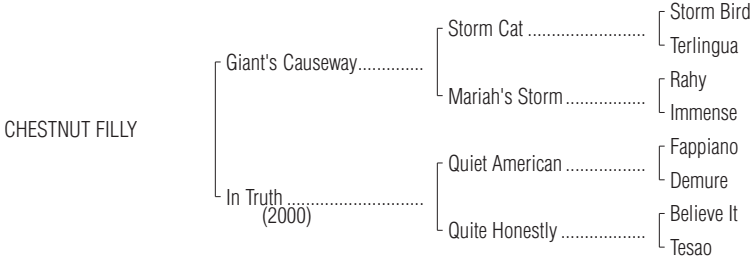 Storm Bird
Storm Cat ........................
Terlingua
Giant's Causeway..............
Rahy
Mariah's Storm .................
Immense
CHESTNUT FILLY
Fappiano
Quiet American .................
Demure
In Truth .............................
(2000)
Believe It
Quite Honestly ..................
Tesao